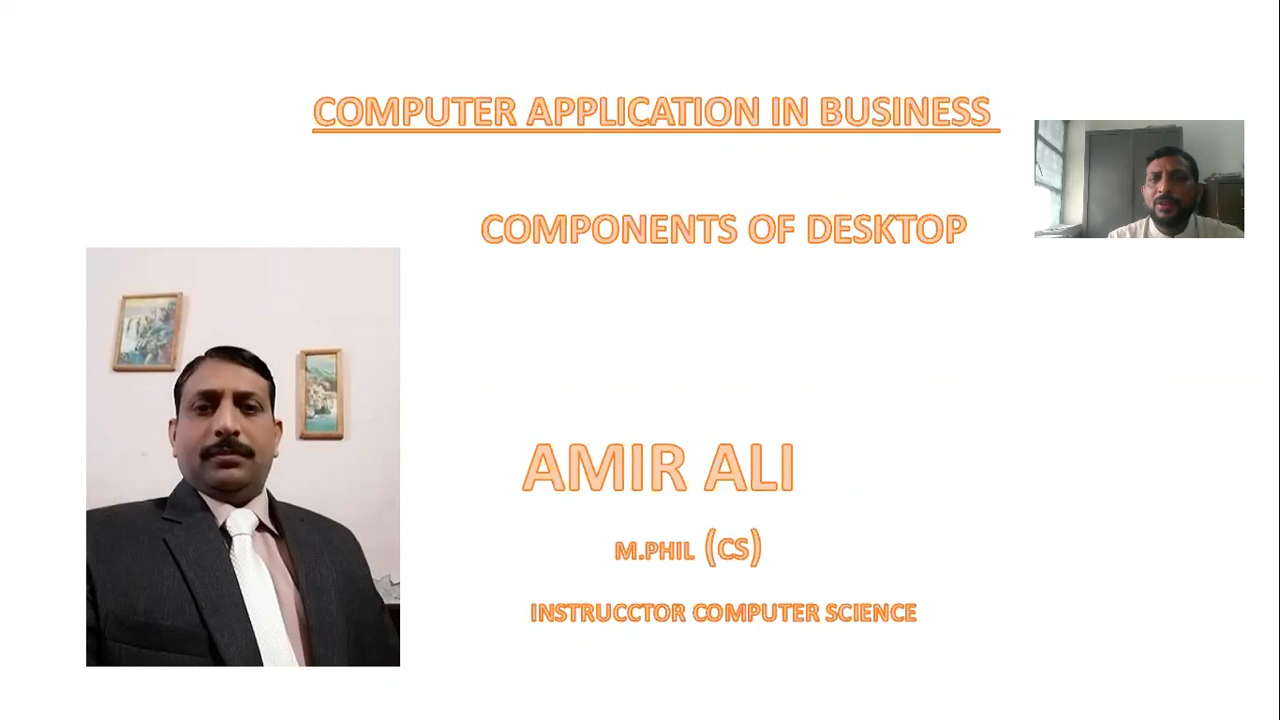 COMPUTER APPLICATION IN BUSINESS
COMPONENTS OF DESKTOP
AMIR ALI
M.PHIL (CS)
INSTRUCCTOR COMPUTER SCIENCE